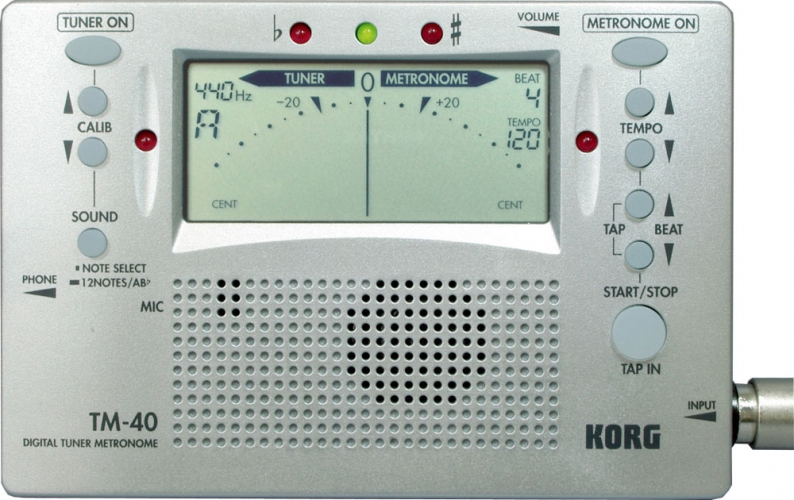 TUNER ON
♭ ♯
VOLUME
METRONOME ON
TUNER 0 METRONOME
440Hz
-20
+20
BEAT
4
A
TEMPO
120
CENT
CENT
CALIB
TEMPO
SOUND
TAP
BEAT
NOTE SELECT
12NOTES/AB♭
PHONE
MIC
START/STOP
TAP IN
INPUT
TM-40
DIGITAL TUNER METRONOME
KORG